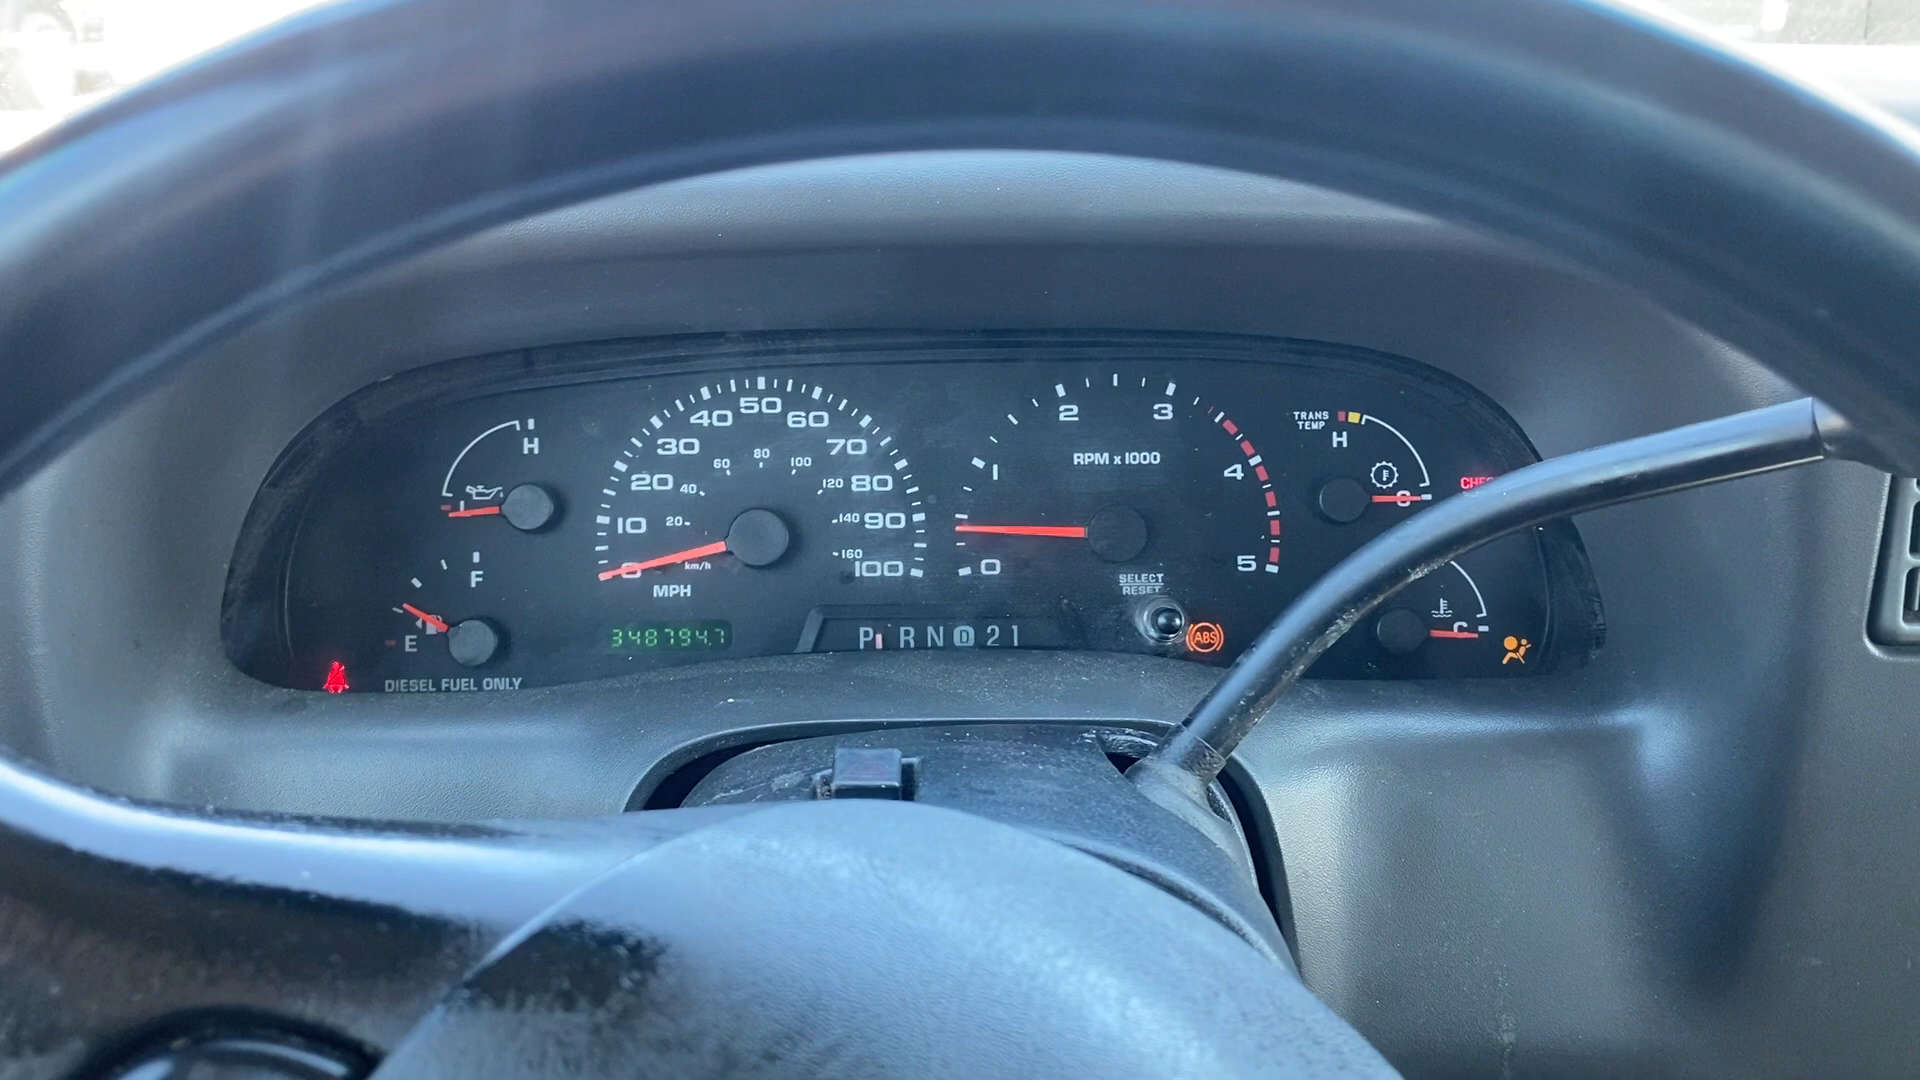 H
F
E
DIESEL FUEL ONLY
0 10 20 30 40 50 60 70 80 90 100
20 40 60 80 100 120 140 160
km/h
MPH
348794.7
0 1 2 3 4 5
RPM x 1000
SELECT
RESET
P R N D 2 1
ABS
TRANS
TEMP
H
F
C
C